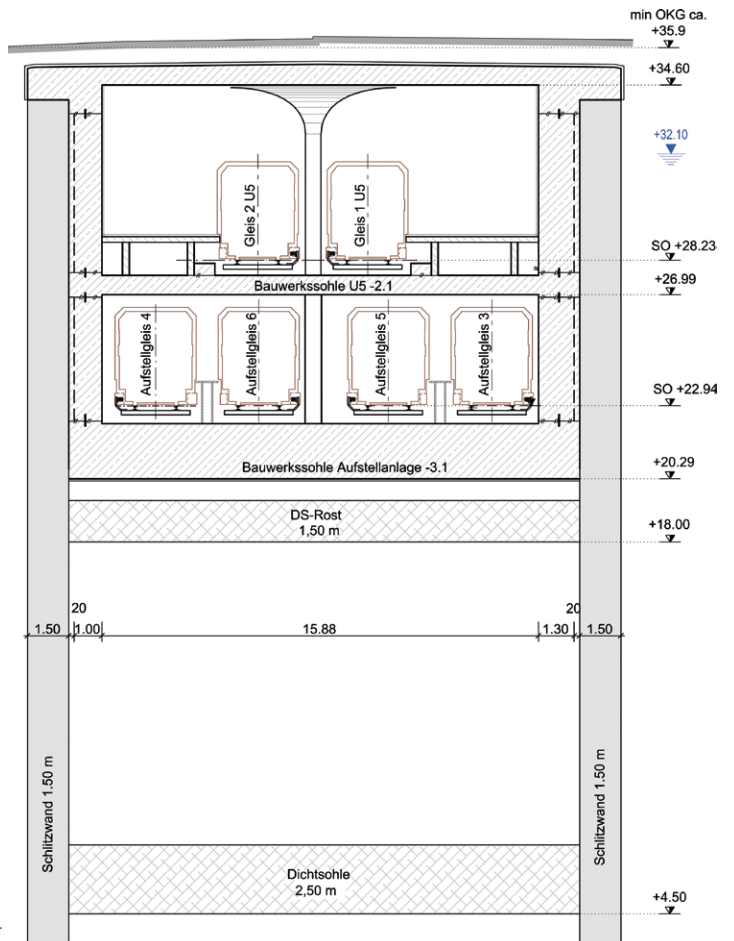 min OKG ca.
+35.9
+34.60
+32.10
Gleis 2 U5
Gleis 1 U5
SO +28.23
Bauwerkssohle U5 -2.1
+26.99
Aufstellgleis 4
Aufstellgleis 6
Aufstellgleis 5
Aufstellgleis 3
SO +22.94
Bauwerkssohle Aufstellanlage -3.1
+20.29
DS-Rost
1,50 m
+18.00
20
20
1.50
1.00
15.88
1.30
1.50
Schlitzwand 1.50 m
Schlitzwand 1.50 m
Dichtsohle
2,50 m
+4.50